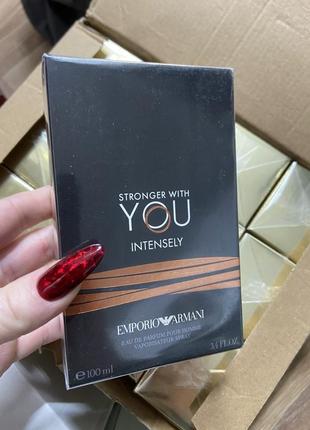 STRONGER WITH
YOU
INTENSELY
EMPORIO ARMANI
EAU DE PARFUM POUR HOMME
VAPORISATEUR SPRAY
e 100 ml 3.4 FL.OZ.